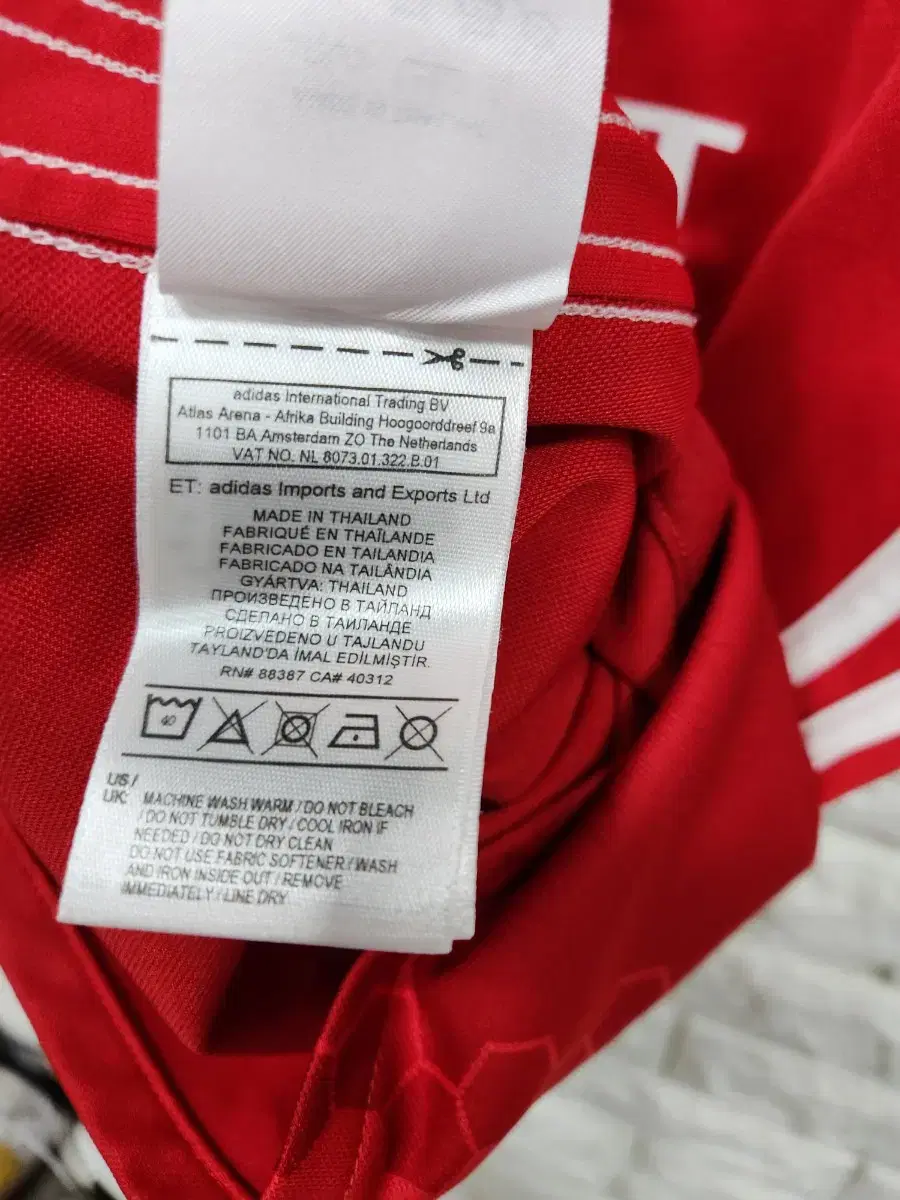 T
adidas International Trading BV
Atlas Arena - Afrika Building Hoogoorddreef 9a
1101 BA Amsterdam ZO The Netherlands
VAT NO. NL 8073.01.322.B.01
ET: adidas Imports and Exports Ltd
MADE IN THAILAND
FABRIQUÉ EN THAÏLANDE
FABRICADO EN TAILANDIA
FABRICADO NA TAILÂNDIA
GYÁRTVA: THAILAND
ПРОИЗВЕДЕНО В ТАЙЛАНД
СДЕЛАНО В ТАИЛАНДЕ
PROIZVEDENO U TAJLANDU
TAYLAND'DA İMAL EDİLMİŞTİR.
RN# 88387 CA# 40312
40
US /
UK: MACHINE WASH WARM / DO NOT BLEACH
/ DO NOT TUMBLE DRY / COOL IRON IF
NEEDED / DO NOT DRY CLEAN
DO NOT USE FABRIC SOFTENER / WASH
AND IRON INSIDE OUT / REMOVE
IMMEDIATELY / LINE DRY